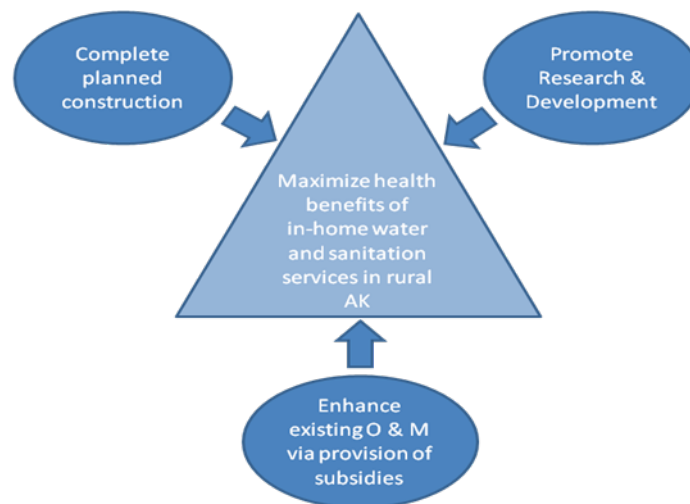 Complete
planned
construction
Promote
Research &
Development
Maximize health
benefits of
in-home water
and sanitation
services in rural
AK
Enhance
existing O & M
via provision of
subsidies